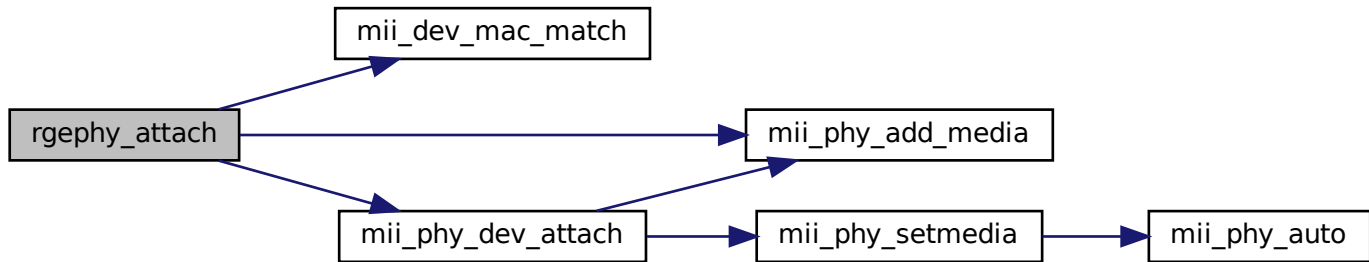 mii_dev_mac_match
rgephy_attach
mii_phy_add_media
mii_phy_dev_attach
mii_phy_setmedia
mii_phy_auto